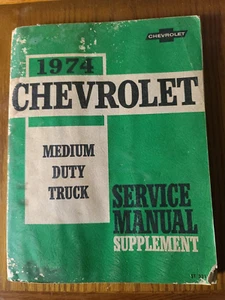 CHEVROLET
1974
CHEVROLET
MEDIUM
DUTY
TRUCK
SERVICE
MANUAL
SUPPLEMENT